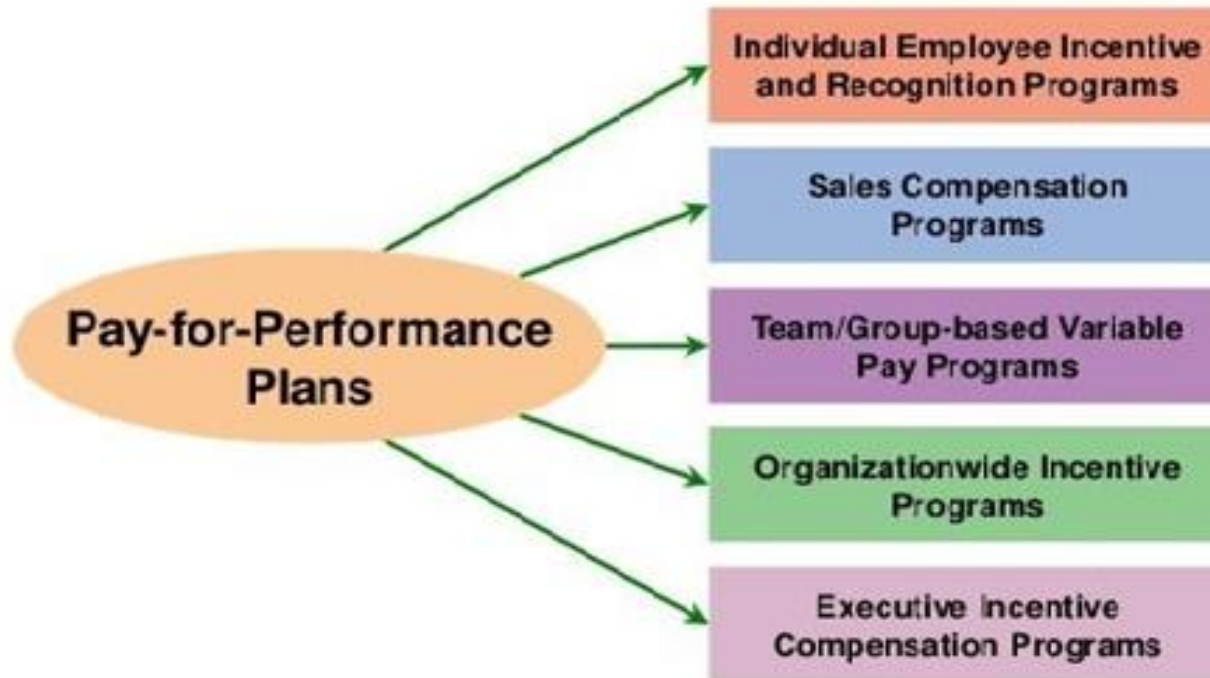 Individual Employee Incentive
and Recognition Programs
Sales Compensation
Programs
Pay-for-Performance
Plans
Team/Group-based Variable
Pay Programs
Organizationwide Incentive
Programs
Executive Incentive
Compensation Programs